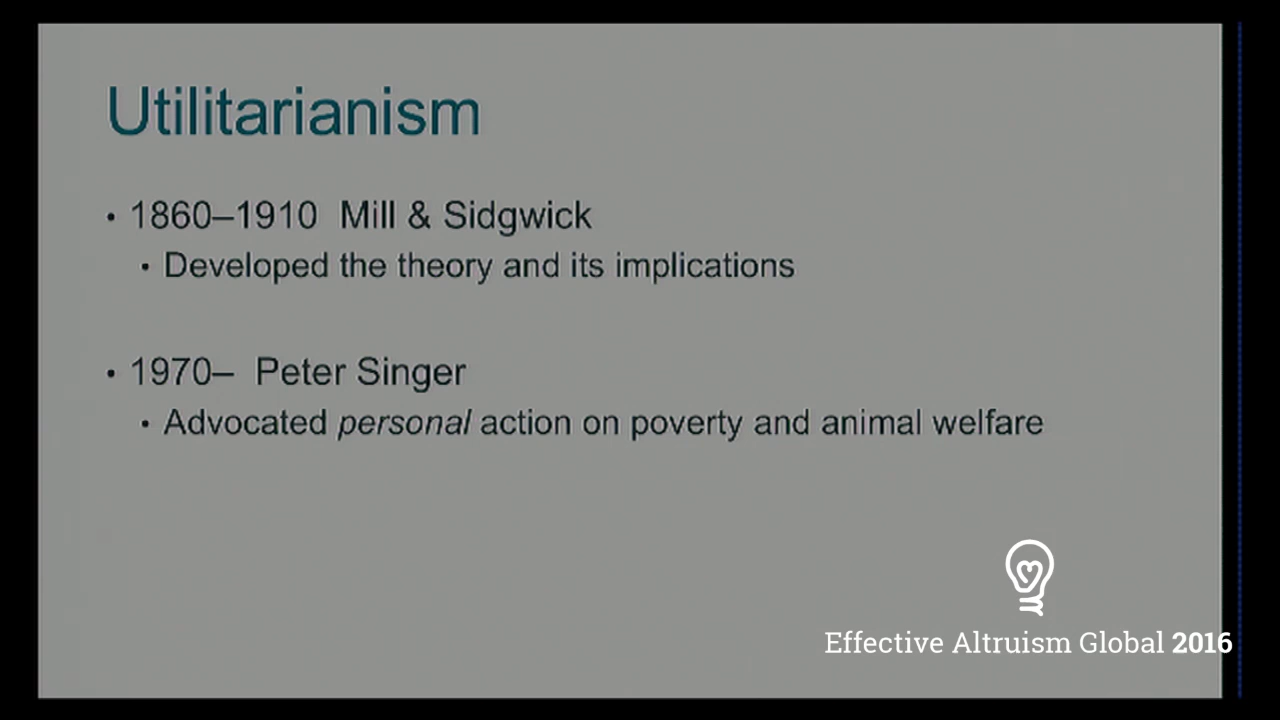 Utilitarianism
• 1860–1910 Mill & Sidgwick
• Developed the theory and its implications
• 1970– Peter Singer
• Advocated personal action on poverty and animal welfare
Effective Altruism Global 2016